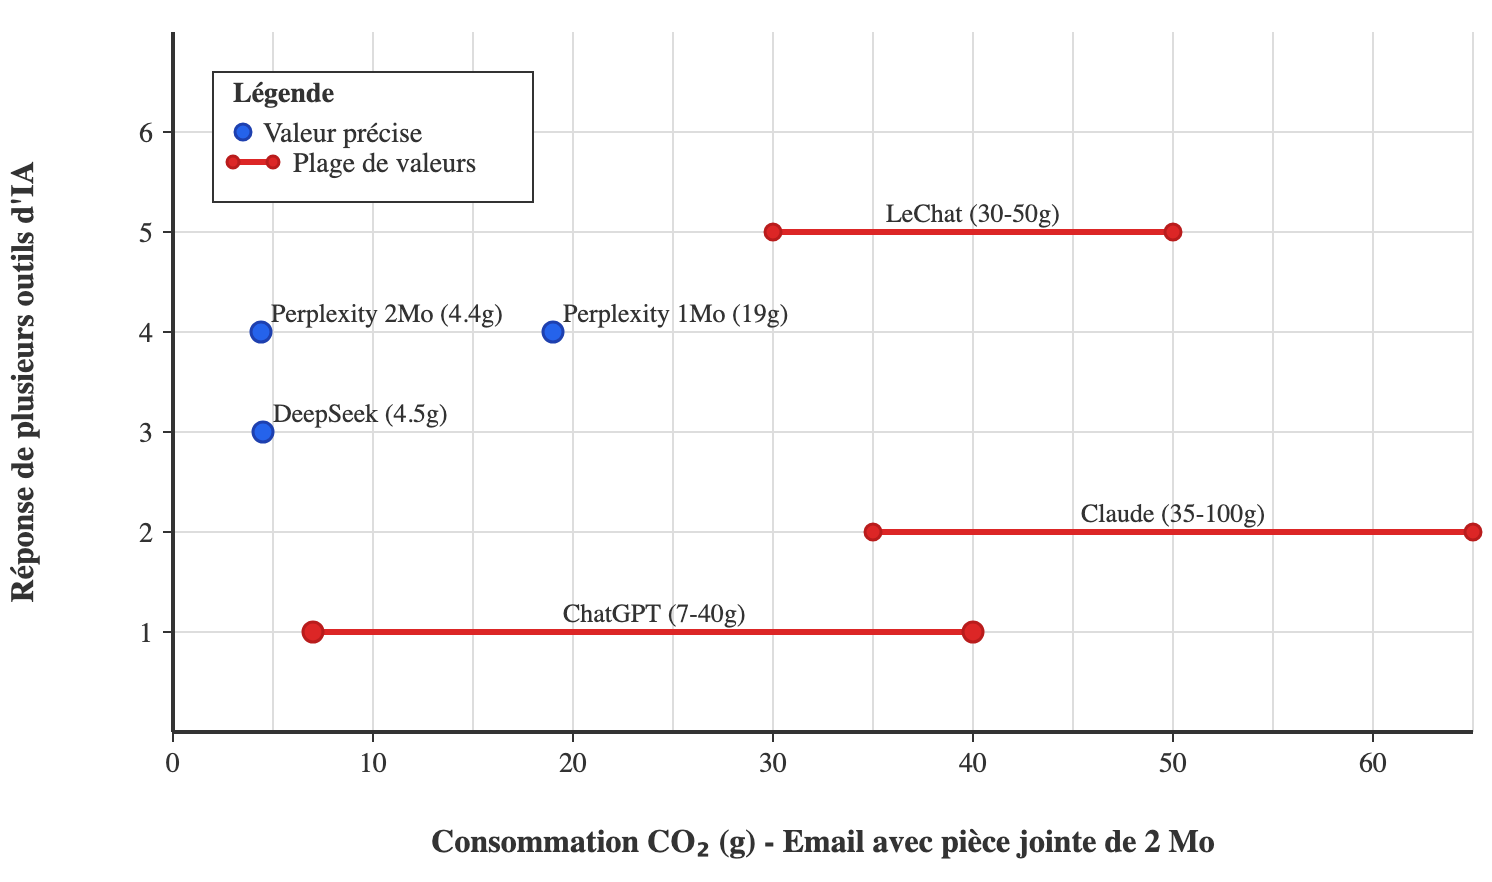 Légende
Valeur précise
Plage de valeurs
Réponse de plusieurs outils d'IA
6
5
4
3
2
1
LeChat (30-50g)
Perplexity 2Mo (4.4g)
Perplexity 1Mo (19g)
DeepSeek (4.5g)
Claude (35-100g)
ChatGPT (7-40g)
0
10
20
30
40
50
60
Consommation CO₂ (g) - Email avec pièce jointe de 2 Mo